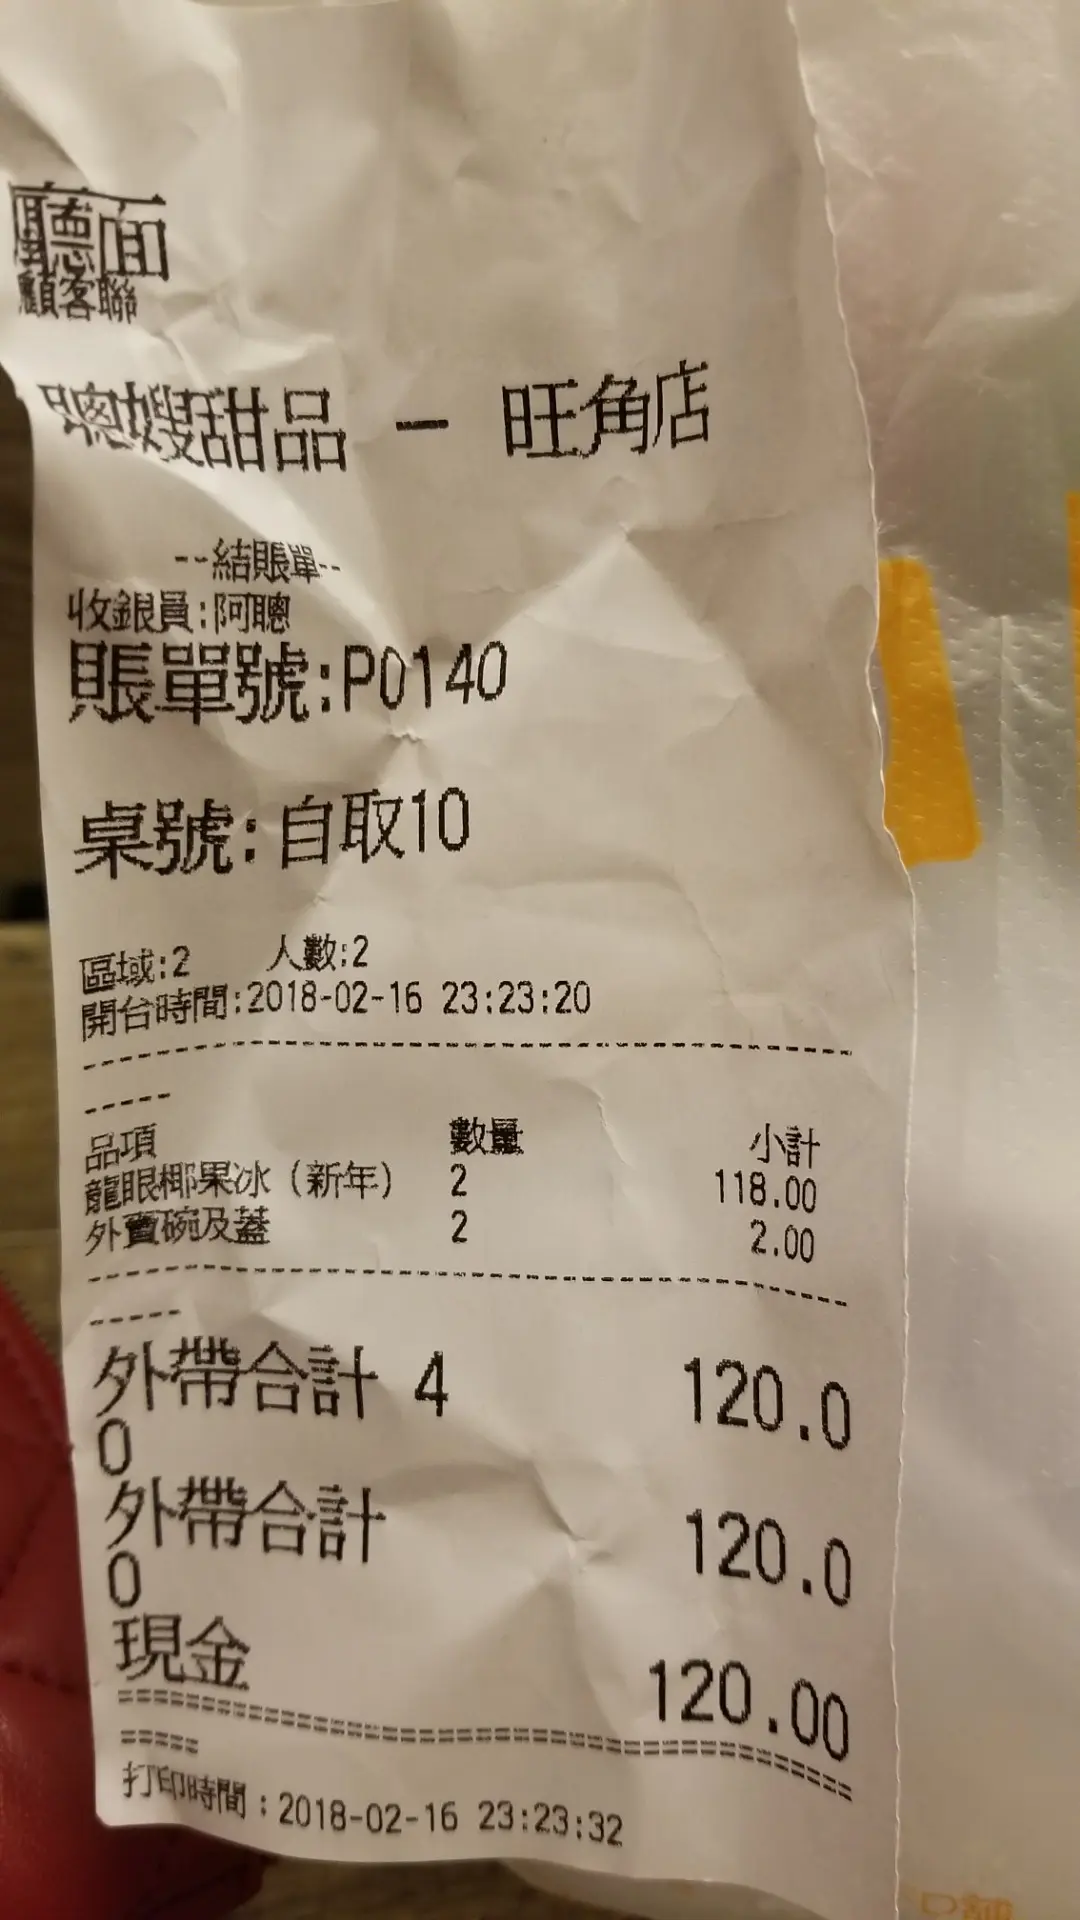 廳面
顧客聯
聰嫂甜品 - 旺角店
--結賬單--
收銀員:阿聰
賬單號:P0140
桌號:自取10
區域:2 人數:2
開台時間:2018-02-16 23:23:20
品項 數量 小計
龍眼椰果冰(新年) 2 118.00
外賣碗及蓋 2 2.00
外帶合計 4 120.0
0
外帶合計 120.0
0
現金 120.00
打印時間:2018-02-16 23:23:32